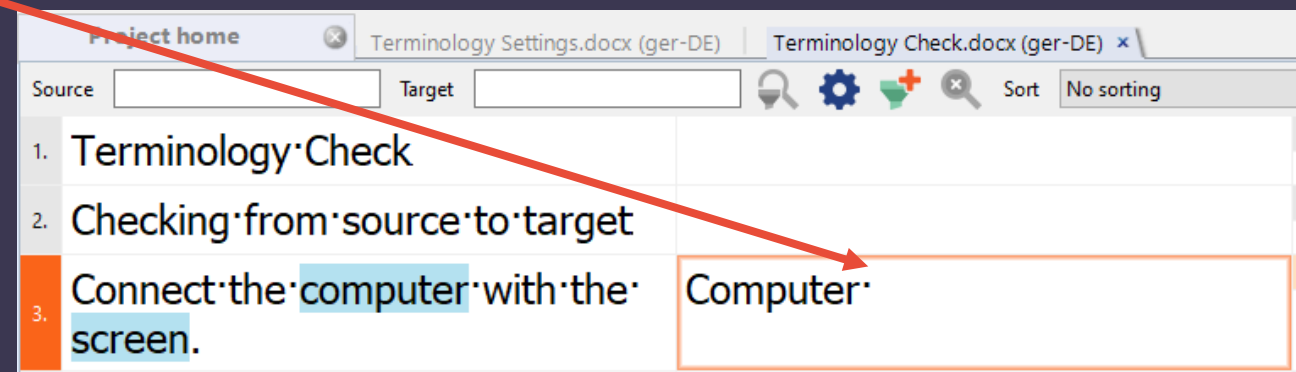 Project home Terminology Settings.docx (ger-DE) Terminology Check.docx (ger-DE) ×
Source Target Sort No sorting
1. Terminology·Check
2. Checking·from·source·to·target
3. Connect·the·computer·with·the· Computer·
screen.